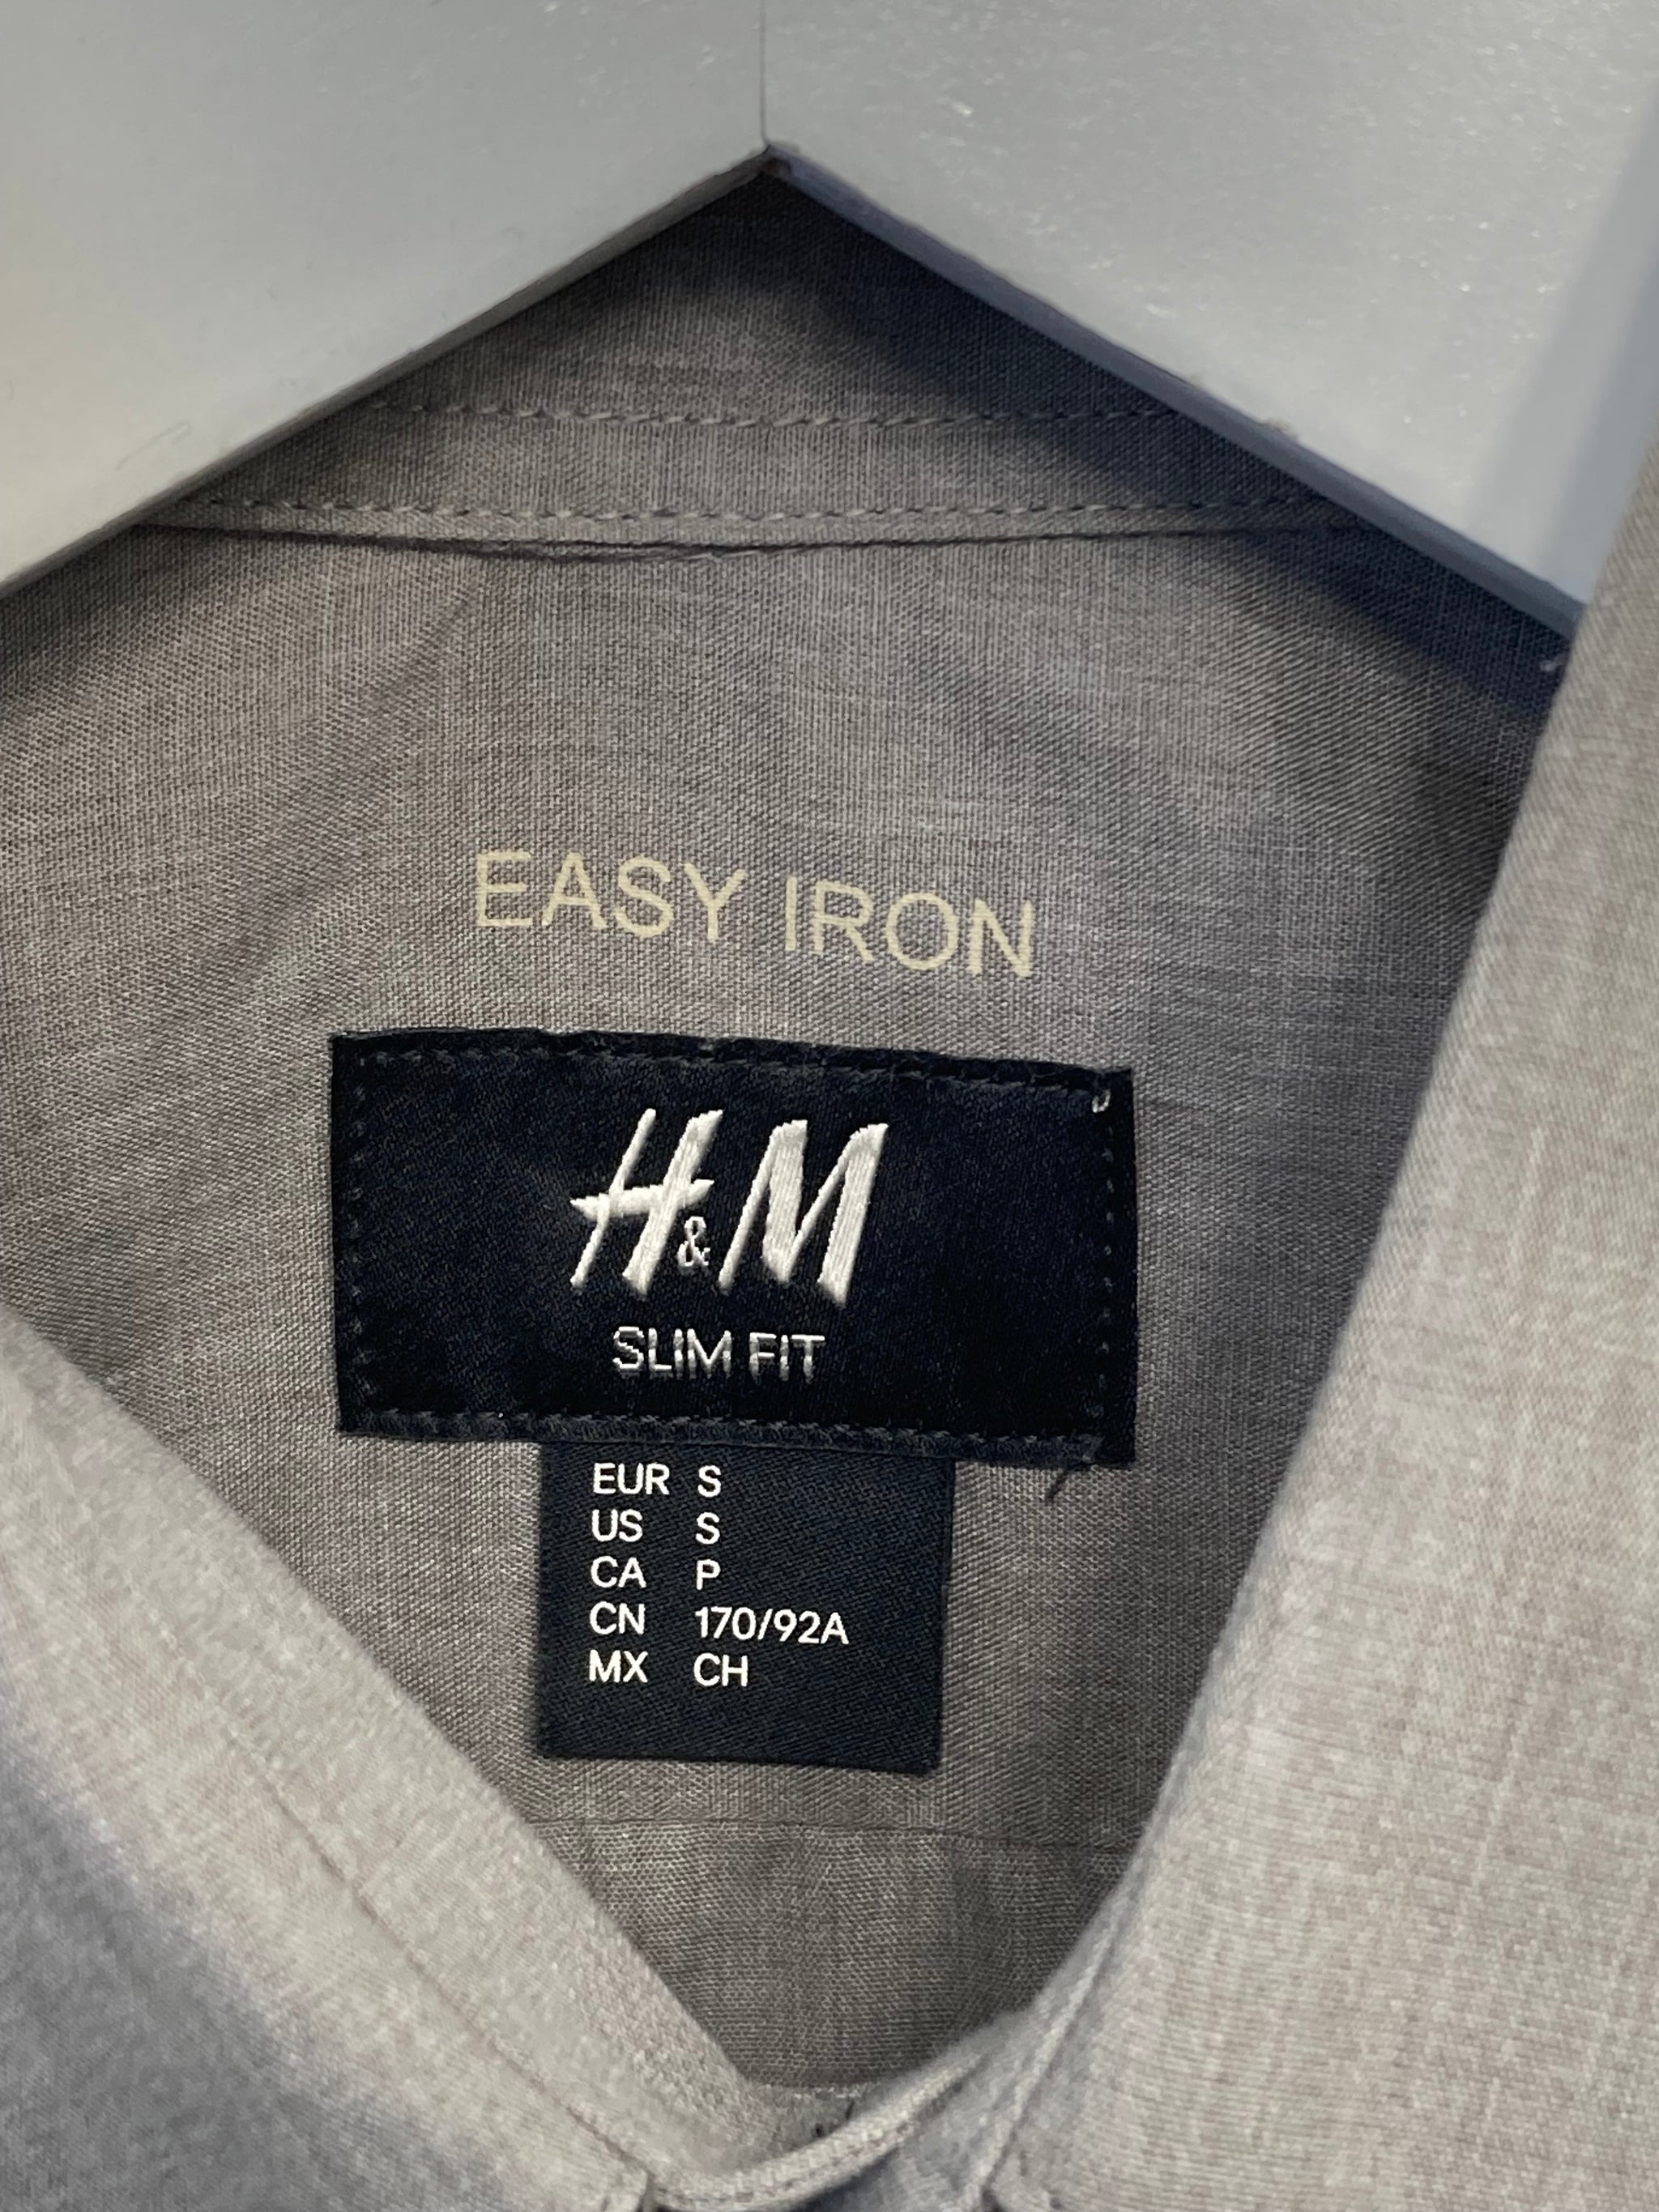 EASY IRON
H&M
SLIM FIT
EUR S
US S
CA P
CN 170/92A
MX CH